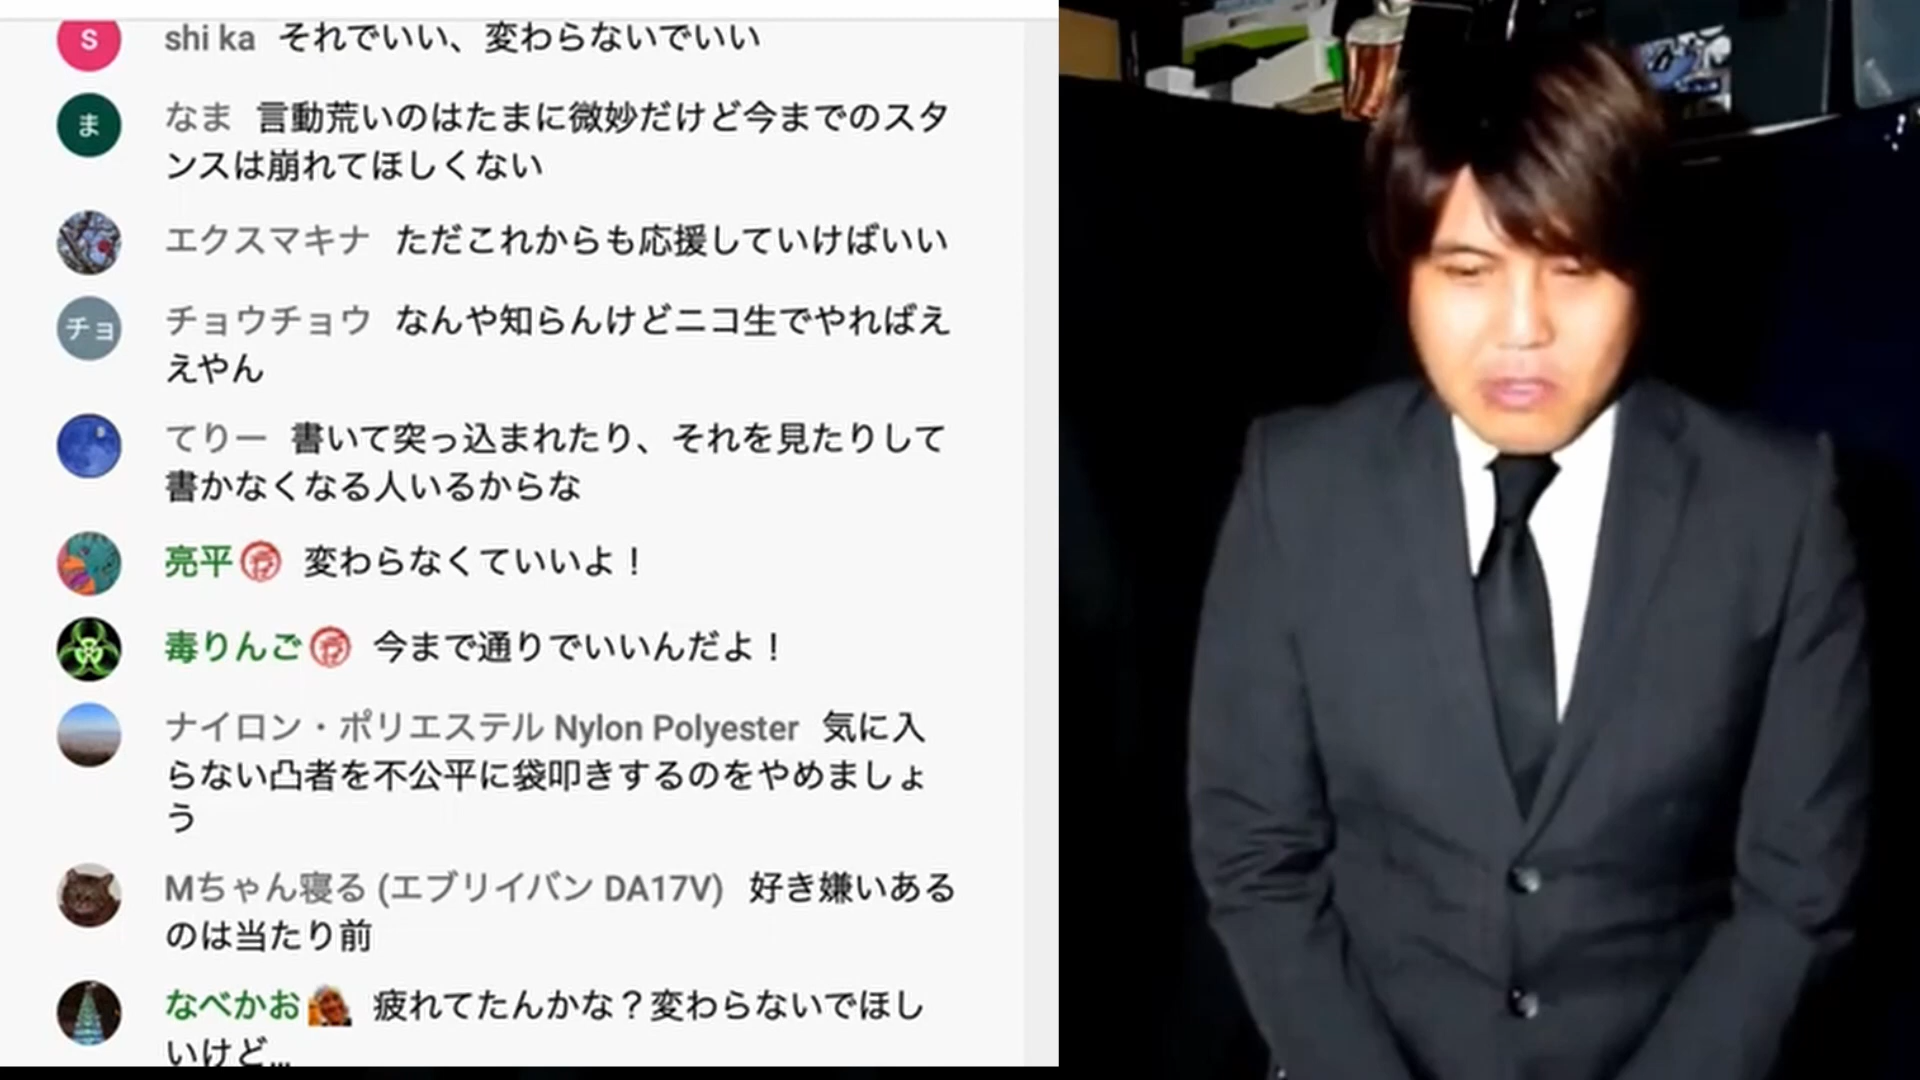 S shi ka それでいい、変わらないでいい
ま なま 言動荒いのはたまに微妙だけど今までのスタ
ンスは崩れてほしくない
エクスマキナ ただこれからも応援していけばいい
チョ チョウチョウ なんや知らんけどニコ生でやればえ
えやん
てりー 書いて突っ込まれたり、それを見たりして
書かなくなる人いるからな
亮平 変わらなくていいよ！
毒りんご 今まで通りでいいんだよ！
ナイロン・ポリエステル Nylon Polyester 気に入
らない凸者を不公平に袋叩きするのをやめましょ
う
Mちゃん寝る (エブリイバン DA17V) 好き嫌いある
のは当たり前
なべかお 疲れてたんかな？変わらないでほし
いけど...